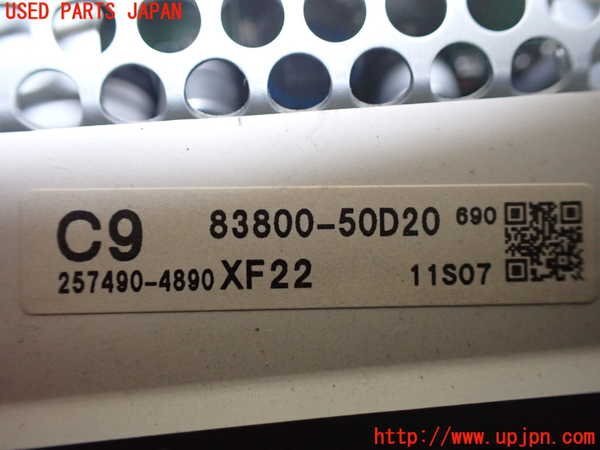 USED PARTS JAPAN
C9 83800-50D20 690
257490-4890 XF22 11S07
http://www.upjpn.com/